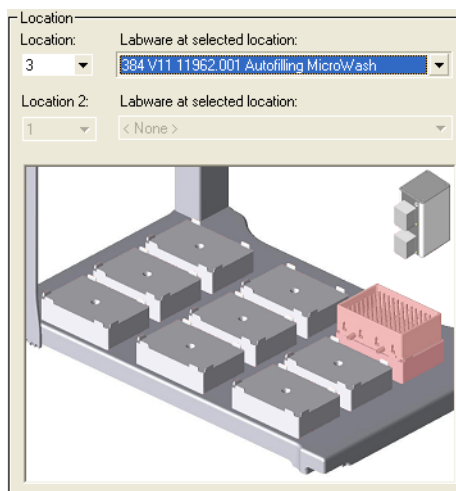 Location
Location: Labware at selected location:
3 384 V11 11962.001 Autofilling MicroWash
Location 2: Labware at selected location:
1 < None >